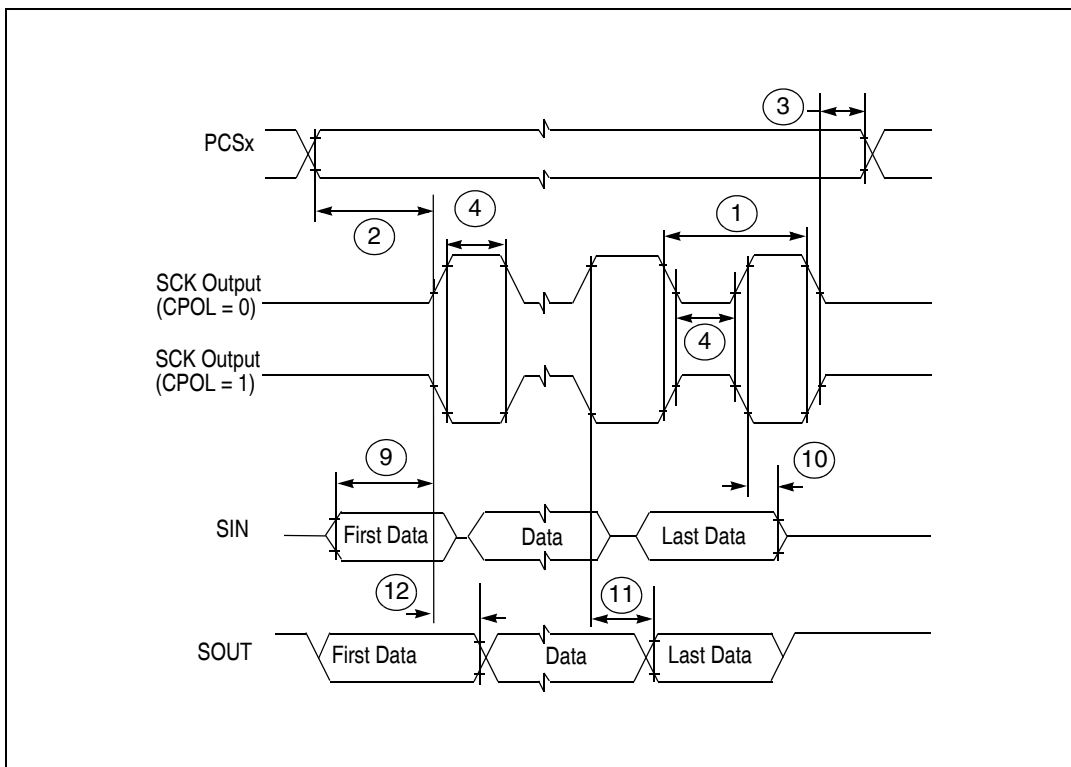 3
PCSx
2
4
1
SCK Output
(CPOL = 0)
4
SCK Output
(CPOL = 1)
9
10
SIN
First Data
Data
Last Data
12
11
SOUT
First Data
Data
Last Data